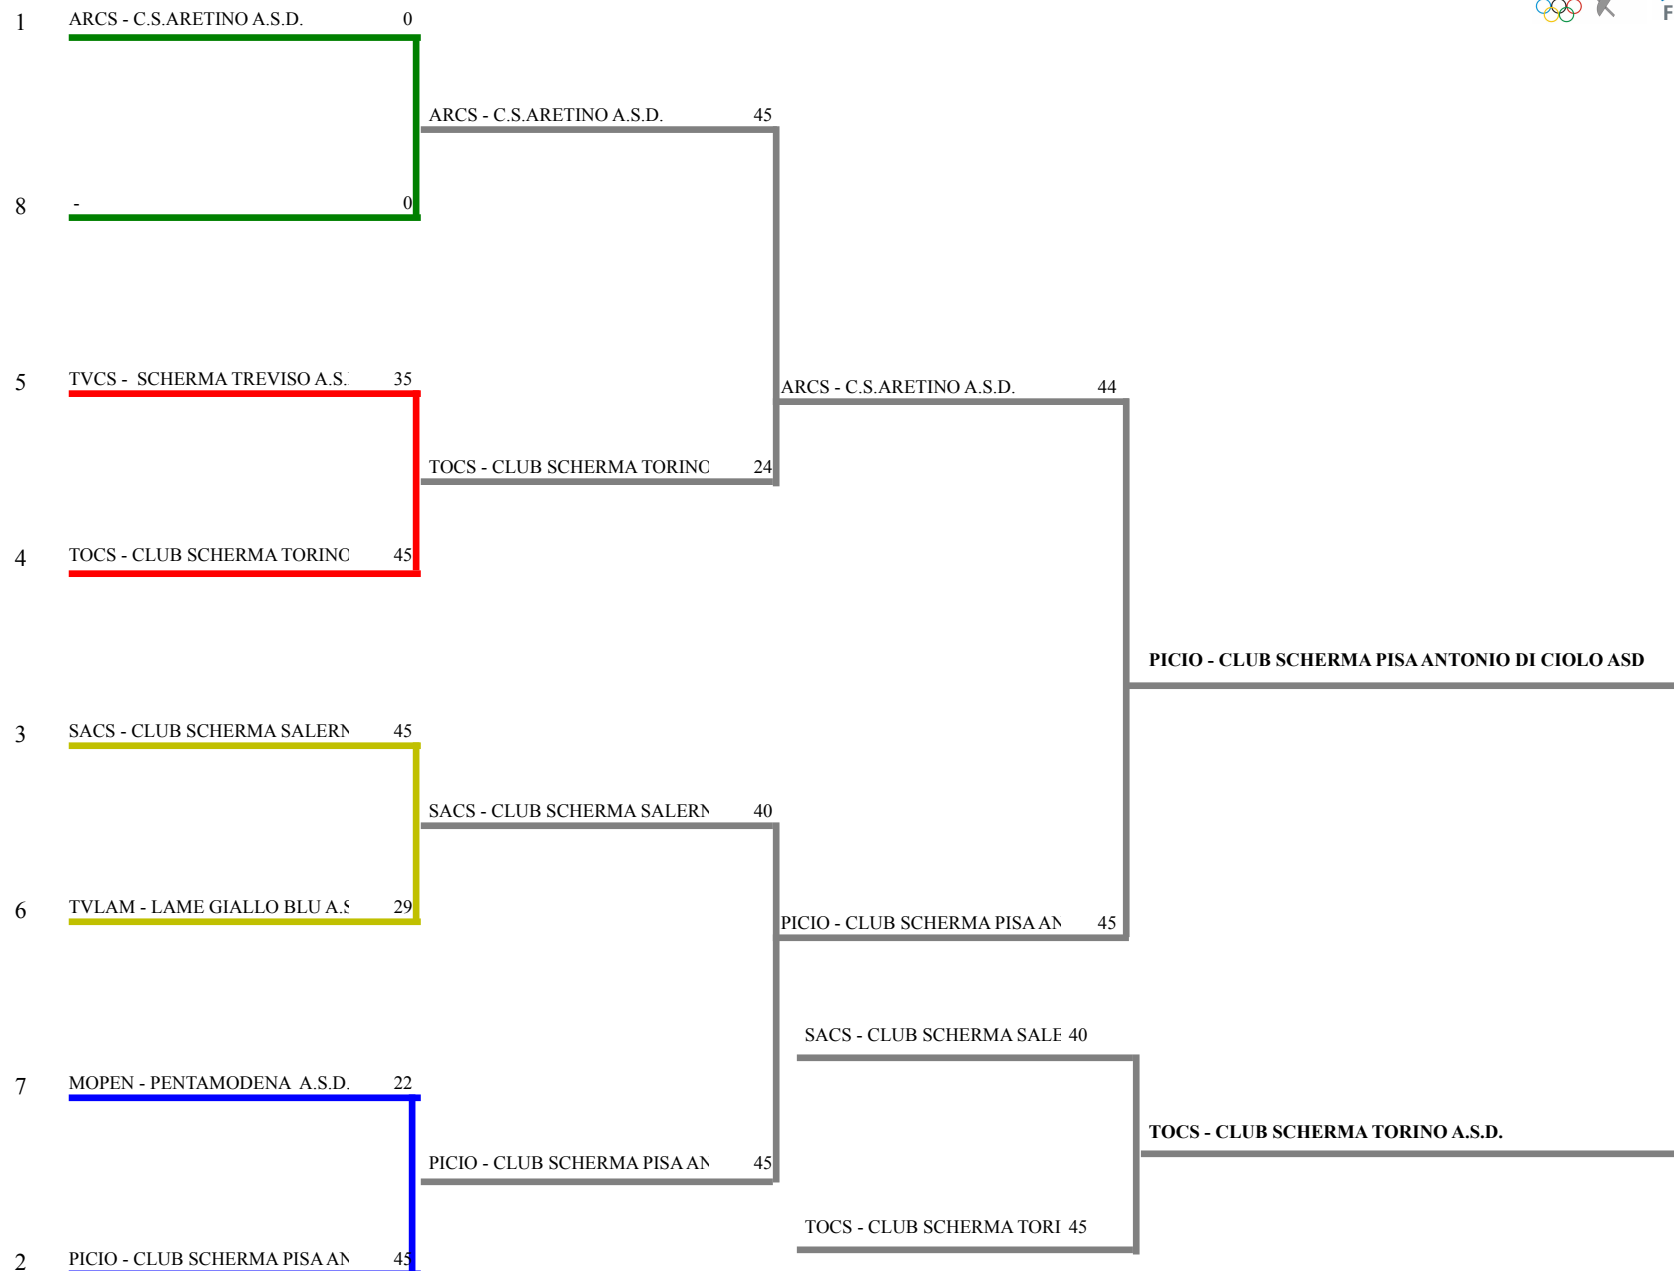 F
1 ARCS - C.S.ARETINO A.S.D. 0
ARCS - C.S.ARETINO A.S.D. 45
8 - 0
5 TVCS - SCHERMA TREVISO A.S. 35
ARCS - C.S.ARETINO A.S.D. 44
TOCS - CLUB SCHERMA TORINO 24
4 TOCS - CLUB SCHERMA TORINO 45
PICIO - CLUB SCHERMA PISA ANTONIO DI CIOLO ASD
3 SACS - CLUB SCHERMA SALERN 45
SACS - CLUB SCHERMA SALERN 40
6 TVLAM - LAME GIALLO BLU A.S 29
PICIO - CLUB SCHERMA PISA AN 45
SACS - CLUB SCHERMA SALE 40
7 MOPEN - PENTAMODENA A.S.D. 22
TOCS - CLUB SCHERMA TORINO A.S.D.
PICIO - CLUB SCHERMA PISA AN 45
TOCS - CLUB SCHERMA TORI 45
2 PICIO - CLUB SCHERMA PISA AN 45